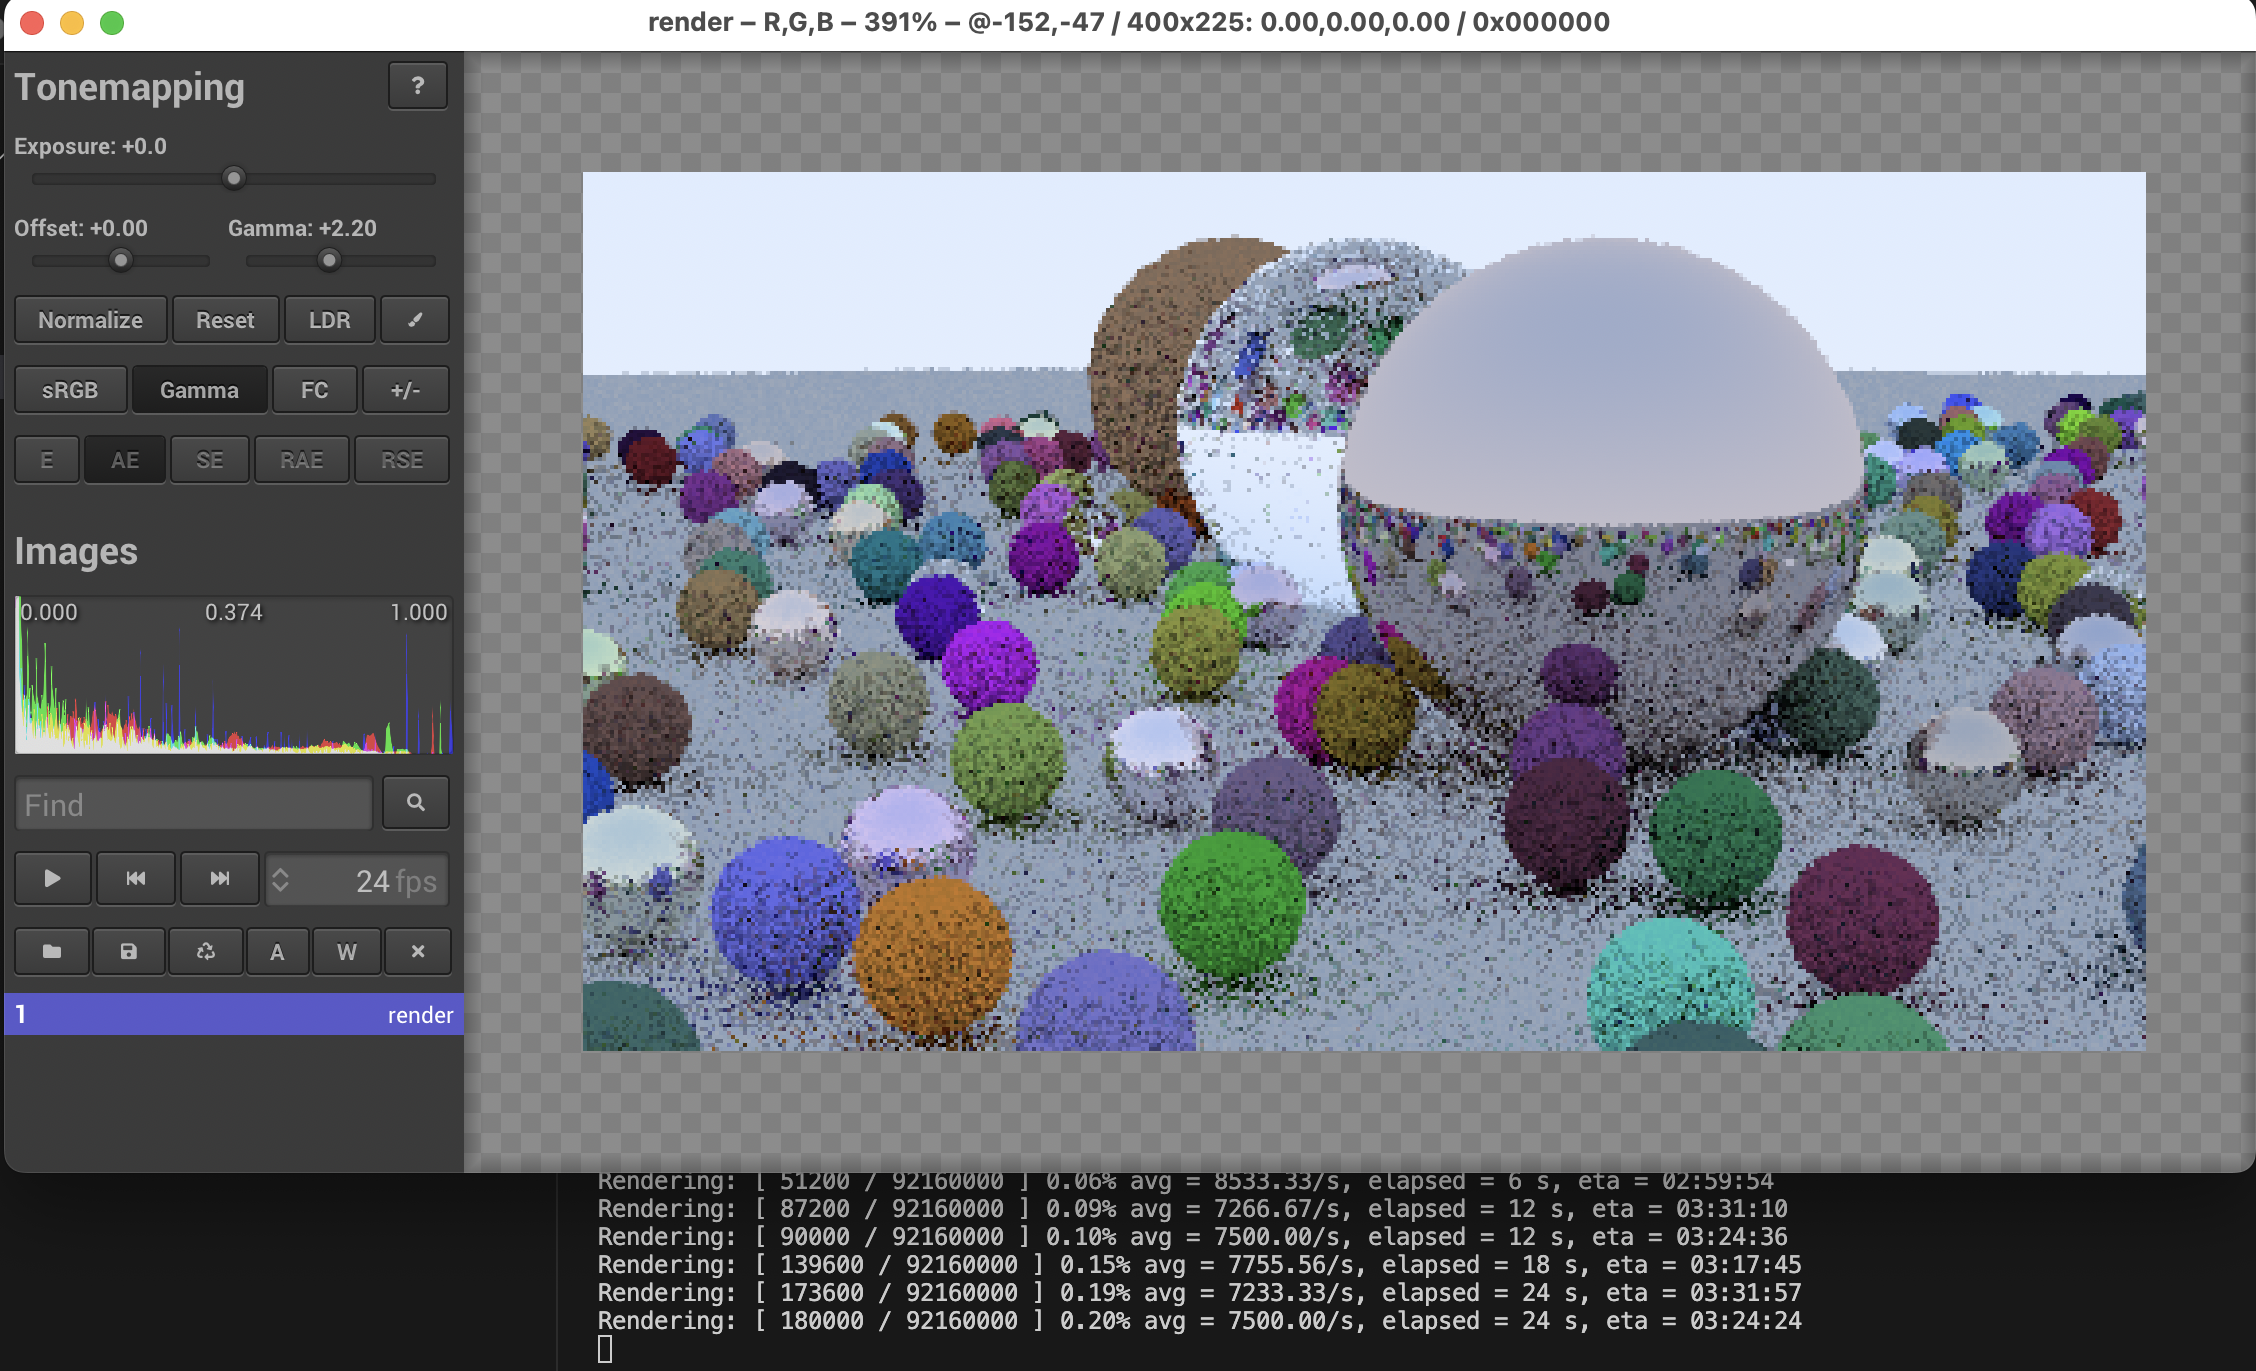 render – R,G,B – 391% – @-152,-47 / 400x225: 0.00,0.00,0.00 / 0x000000
Tonemapping ?
Exposure: +0.0
Offset: +0.00 Gamma: +2.20
Normalize Reset LDR
sRGB Gamma FC +/-
E AE SE RAE RSE
Images
0.000 0.374 1.000
Find
24 fps
A W
1 render
Rendering: [ 51200 / 92160000 ] 0.06% avg = 8533.33/s, elapsed = 6 s, eta = 02:59:54
Rendering: [ 87200 / 92160000 ] 0.09% avg = 7266.67/s, elapsed = 12 s, eta = 03:31:10
Rendering: [ 90000 / 92160000 ] 0.10% avg = 7500.00/s, elapsed = 12 s, eta = 03:24:36
Rendering: [ 139600 / 92160000 ] 0.15% avg = 7755.56/s, elapsed = 18 s, eta = 03:17:45
Rendering: [ 173600 / 92160000 ] 0.19% avg = 7233.33/s, elapsed = 24 s, eta = 03:31:57
Rendering: [ 180000 / 92160000 ] 0.20% avg = 7500.00/s, elapsed = 24 s, eta = 03:24:24